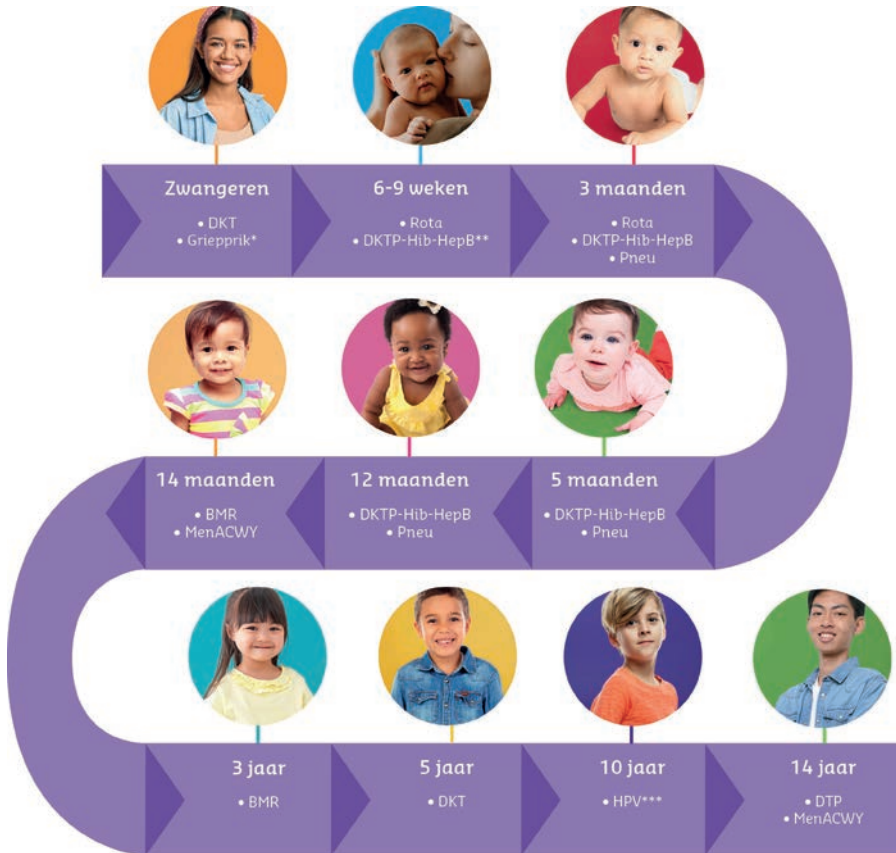 Zwangeren
• DKT
• Griepprik*
6-9 weken
• Rota
• DKTP-Hib-HepB**
3 maanden
• Rota
• DKTP-Hib-HepB
• Pneu
5 maanden
• DKTP-Hib-HepB
• Pneu
12 maanden
• DKTP-Hib-HepB
• Pneu
14 maanden
• BMR
• MenACWY
3 jaar
• BMR
5 jaar
• DKT
10 jaar
• HPV***
14 jaar
• DTP
• MenACWY